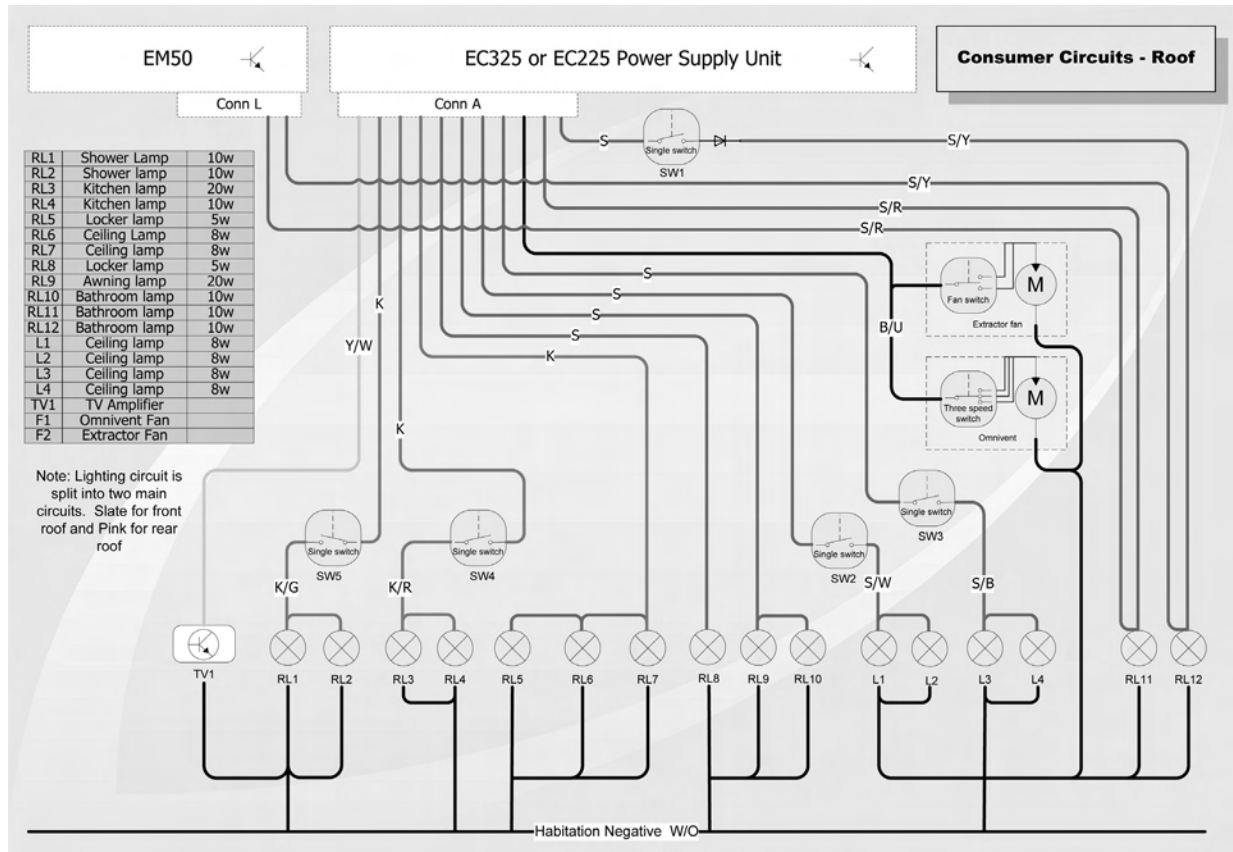 EM50
EC325 or EC225 Power Supply Unit
Consumer Circuits - Roof
Conn L
Conn A
S
Single switch
SW1
S/Y
S/Y
S/R
S/R
RL1 Shower Lamp 10w
RL2 Shower lamp 10w
RL3 Kitchen lamp 20w
RL4 Kitchen lamp 10w
RL5 Locker lamp 5w
RL6 Ceiling Lamp 8w
RL7 Ceiling lamp 8w
RL8 Locker lamp 5w
RL9 Awning lamp 20w
RL10 Bathroom lamp 10w
RL11 Bathroom lamp 10w
RL12 Bathroom lamp 10w
L1 Ceiling lamp 8w
L2 Ceiling lamp 8w
L3 Ceiling lamp 8w
L4 Ceiling lamp 8w
TV1 TV Amplifier
F1 Omnivent Fan
F2 Extractor Fan
Note: Lighting circuit is
split into two main
circuits. Slate for front
roof and Pink for rear
roof
S
S
K
S
Y/W
S
K
K
B/U
Fan switch
M
Extractor fan
Three speed
switch
M
Omnivent
Single switch
SW5
Single switch
SW4
Single switch
SW2
Single switch
SW3
K/G
K/R
S/W
S/B
TV1
RL1
RL2
RL3
RL4
RL5
RL6
RL7
RL8
RL9
RL10
L1
L2
L3
L4
RL11
RL12
Habitation Negative W/O